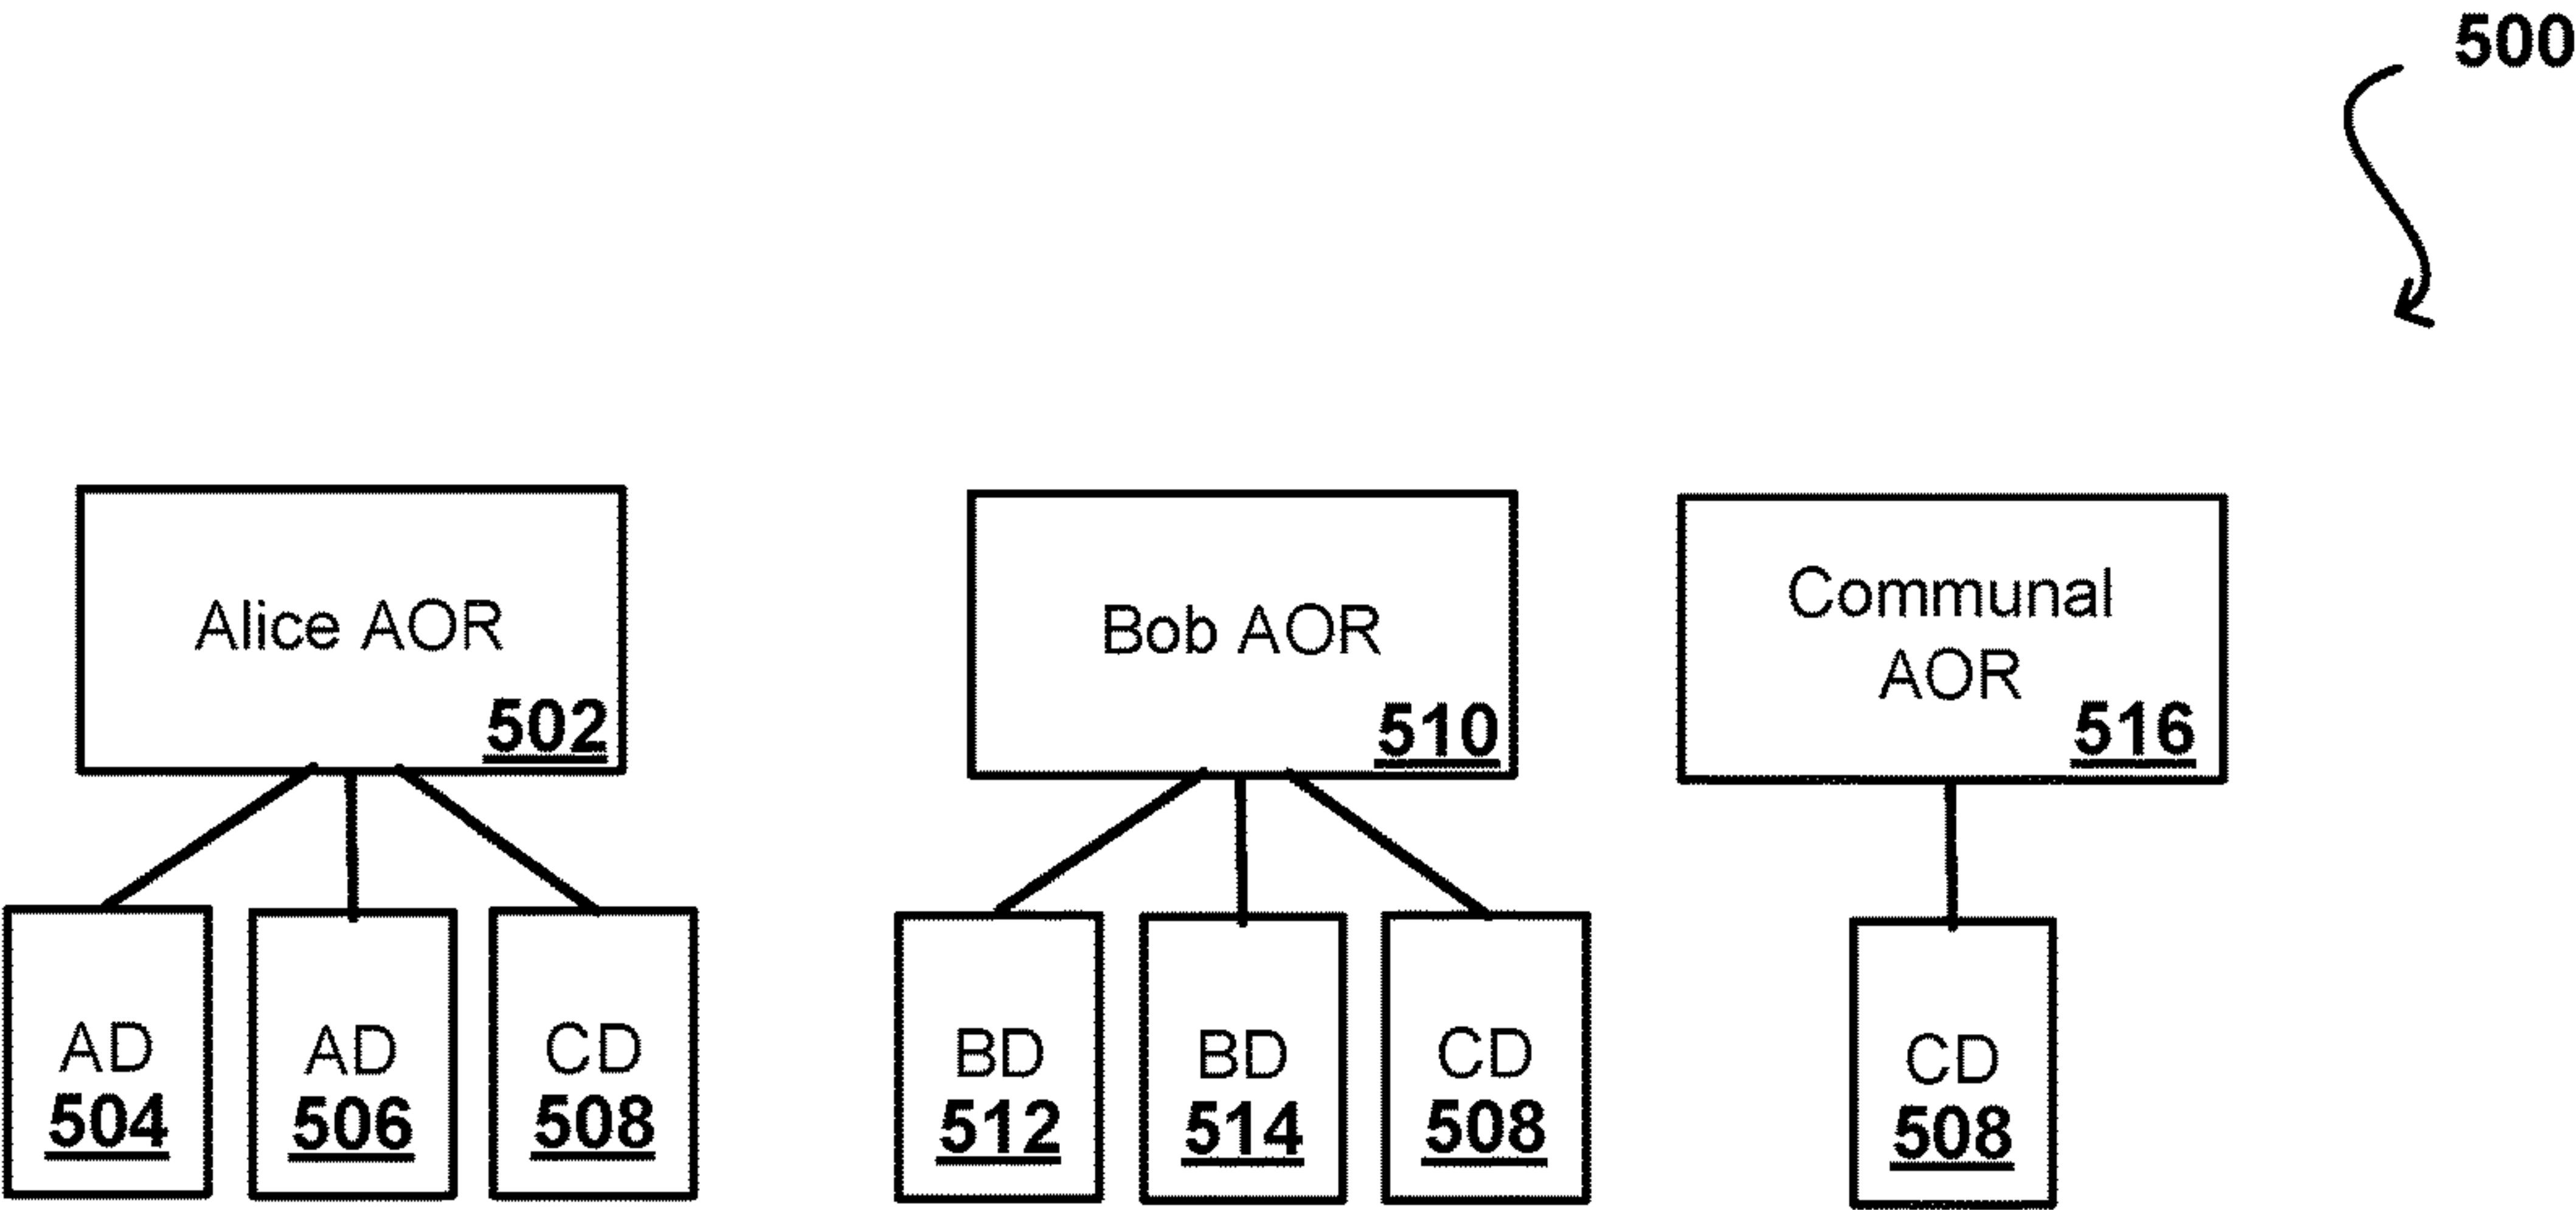 500
Alice AOR
502
Bob AOR
510
Communal
AOR
516
AD
504
AD
506
CD
508
BD
512
BD
514
CD
508
CD
508